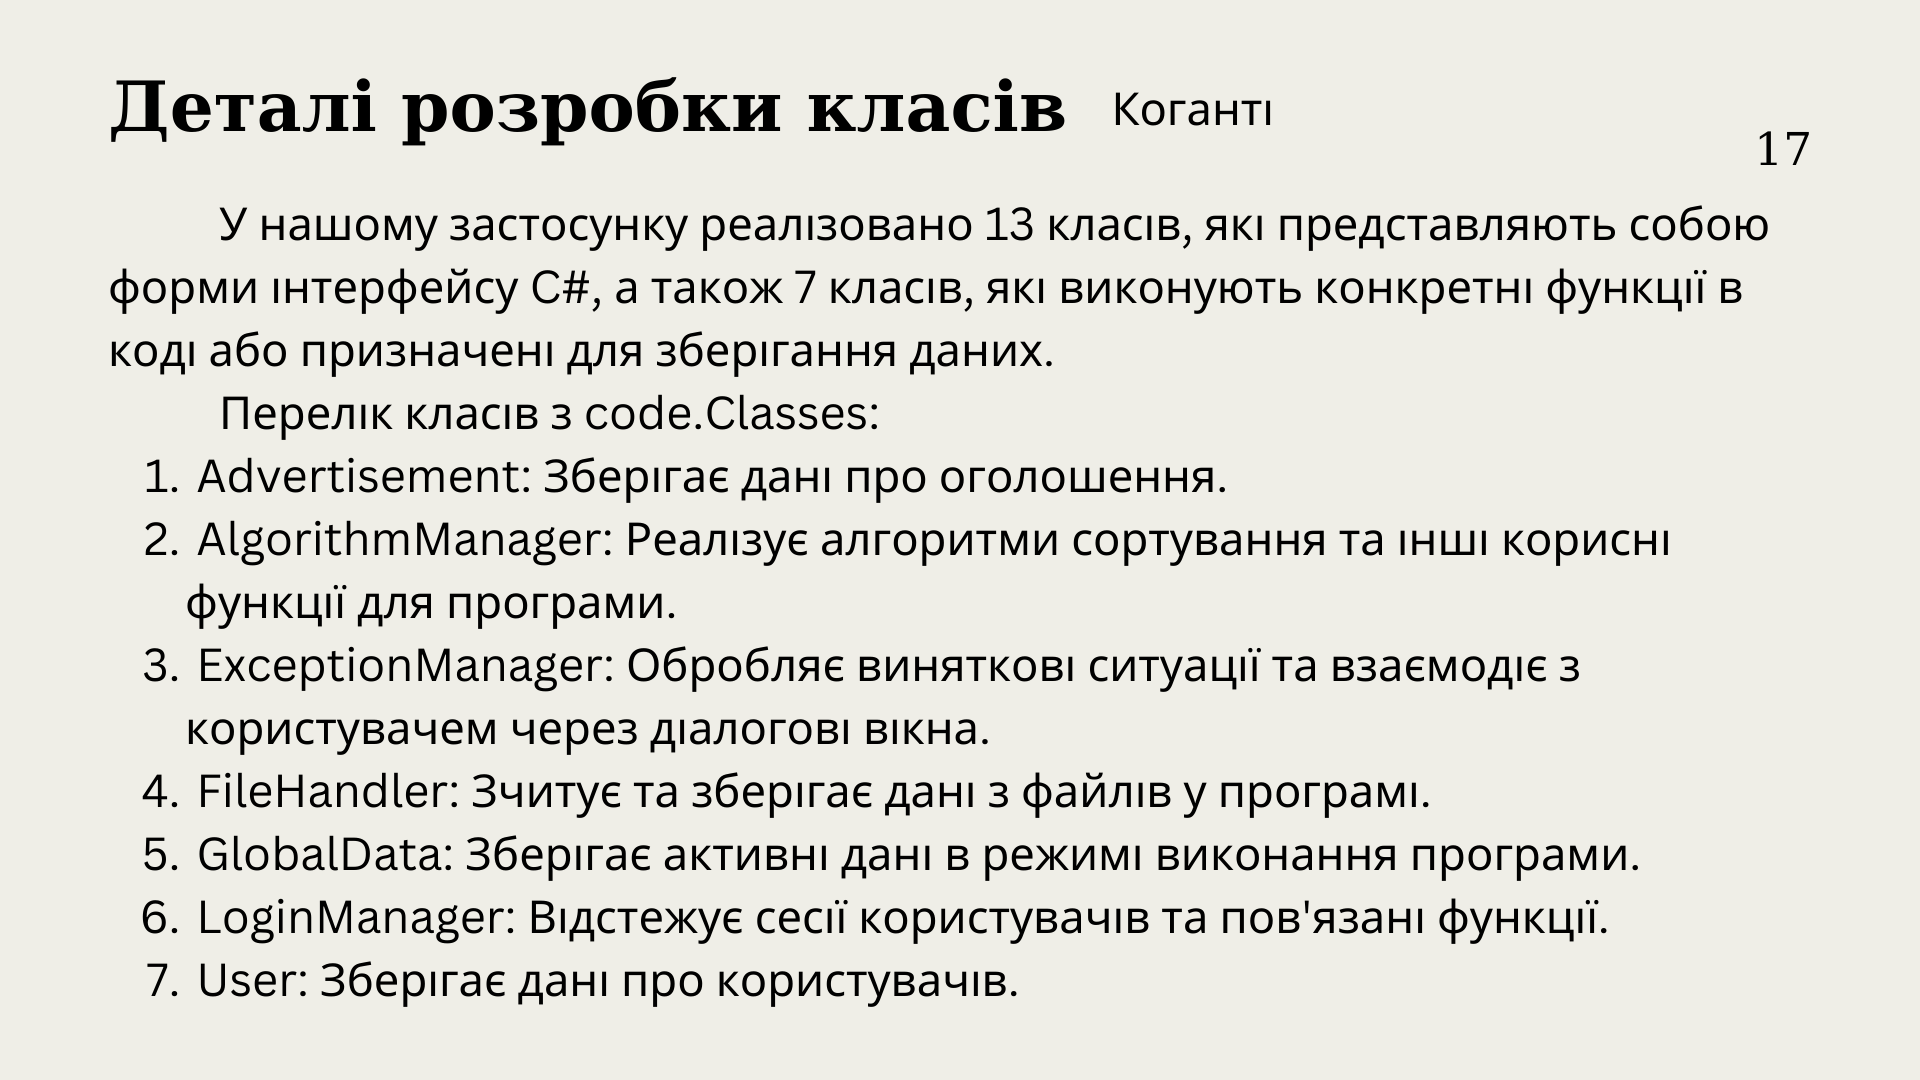 Деталі розробки класів Коганті
17
У нашому застосунку реалізовано 13 класів, які представляють собою
форми інтерфейсу C#, а також 7 класів, які виконують конкретні функції в
коді або призначені для зберігання даних.
Перелік класів з code.Classes:
1. Advertisement: Зберігає дані про оголошення.
2. AlgorithmManager: Реалізує алгоритми сортування та інші корисні
функції для програми.
3. ExceptionManager: Обробляє виняткові ситуації та взаємодіє з
користувачем через діалогові вікна.
4. FileHandler: Зчитує та зберігає дані з файлів у програмі.
5. GlobalData: Зберігає активні дані в режимі виконання програми.
6. LoginManager: Відстежує сесії користувачів та пов'язані функції.
7. User: Зберігає дані про користувачів.